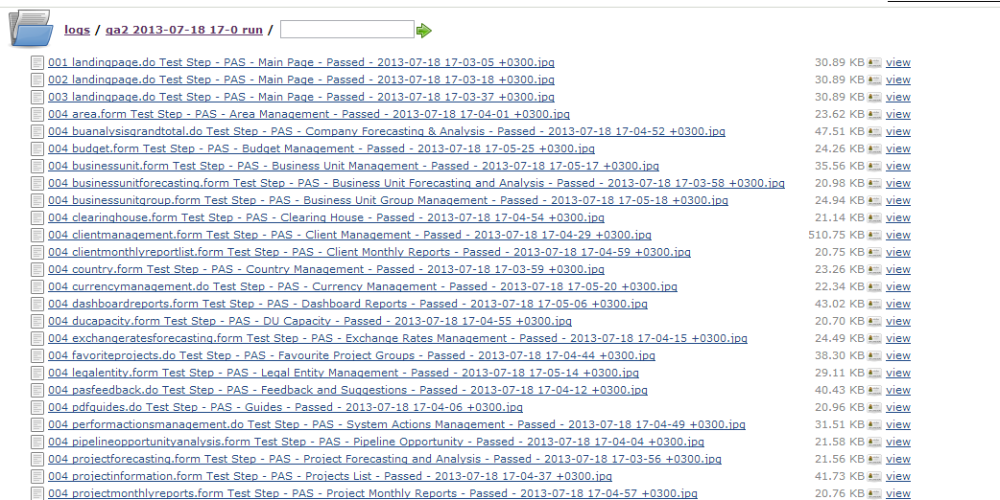 logs / qa2 2013-07-18 17-0 run /
001 landingpage.do Test Step - PAS - Main Page - Passed - 2013-07-18 17-03-05 +0300.jpg 30.89 KB view
002 landingpage.do Test Step - PAS - Main Page - Passed - 2013-07-18 17-03-18 +0300.jpg 30.89 KB view
003 landingpage.do Test Step - PAS - Main Page - Passed - 2013-07-18 17-03-37 +0300.jpg 30.89 KB view
004 area.form Test Step - PAS - Area Management - Passed - 2013-07-18 17-04-01 +0300.jpg 23.62 KB view
004 buanalysisgrandtotal.do Test Step - PAS - Company Forecasting & Analysis - Passed - 2013-07-18 17-04-52 +0300.jpg 47.51 KB view
004 budget.form Test Step - PAS - Budget Management - Passed - 2013-07-18 17-05-25 +0300.jpg 24.26 KB view
004 businessunit.form Test Step - PAS - Business Unit Management - Passed - 2013-07-18 17-05-17 +0300.jpg 35.56 KB view
004 businessunitforecasting.form Test Step - PAS - Business Unit Forecasting and Analysis - Passed - 2013-07-18 17-03-58 +0300.jpg 20.98 KB view
004 businessunitgroup.form Test Step - PAS - Business Unit Group Management - Passed - 2013-07-18 17-05-18 +0300.jpg 24.94 KB view
004 clearinghouse.form Test Step - PAS - Clearing House - Passed - 2013-07-18 17-04-54 +0300.jpg 21.14 KB view
004 clientmanagement.form Test Step - PAS - Client Management - Passed - 2013-07-18 17-04-29 +0300.jpg 510.75 KB view
004 clientmonthlyreportlist.form Test Step - PAS - Client Monthly Reports - Passed - 2013-07-18 17-04-59 +0300.jpg 20.75 KB view
004 country.form Test Step - PAS - Country Management - Passed - 2013-07-18 17-03-59 +0300.jpg 23.26 KB view
004 currencymanagement.do Test Step - PAS - Currency Management - Passed - 2013-07-18 17-05-20 +0300.jpg 22.34 KB view
004 dashboardreports.form Test Step - PAS - Dashboard Reports - Passed - 2013-07-18 17-05-06 +0300.jpg 43.02 KB view
004 ducapacity.form Test Step - PAS - DU Capacity - Passed - 2013-07-18 17-04-55 +0300.jpg 20.70 KB view
004 exchangeratesforecasting.form Test Step - PAS - Exchange Rates Management - Passed - 2013-07-18 17-04-15 +0300.jpg 24.49 KB view
004 favoriteprojects.do Test Step - PAS - Favourite Project Groups - Passed - 2013-07-18 17-04-44 +0300.jpg 38.30 KB view
004 legalentity.form Test Step - PAS - Legal Entity Management - Passed - 2013-07-18 17-05-14 +0300.jpg 29.11 KB view
004 pasfeedback.do Test Step - PAS - Feedback and Suggestions - Passed - 2013-07-18 17-04-12 +0300.jpg 40.43 KB view
004 pdfguides.do Test Step - PAS - Guides - Passed - 2013-07-18 17-04-06 +0300.jpg 20.96 KB view
004 performactionsmanagement.do Test Step - PAS - System Actions Management - Passed - 2013-07-18 17-04-49 +0300.jpg 31.51 KB view
004 pipelineopportunityanalysis.form Test Step - PAS - Pipeline Opportunity - Passed - 2013-07-18 17-04-04 +0300.jpg 21.58 KB view
004 projectforecasting.form Test Step - PAS - Project Forecasting and Analysis - Passed - 2013-07-18 17-03-56 +0300.jpg 21.56 KB view
004 projectinformation.form Test Step - PAS - Projects List - Passed - 2013-07-18 17-04-37 +0300.jpg 41.73 KB view
004 projectmonthlyreports.form Test Step - PAS - Project Monthly Reports - Passed - 2013-07-18 17-04-57 +0300.jpg 20.76 KB view